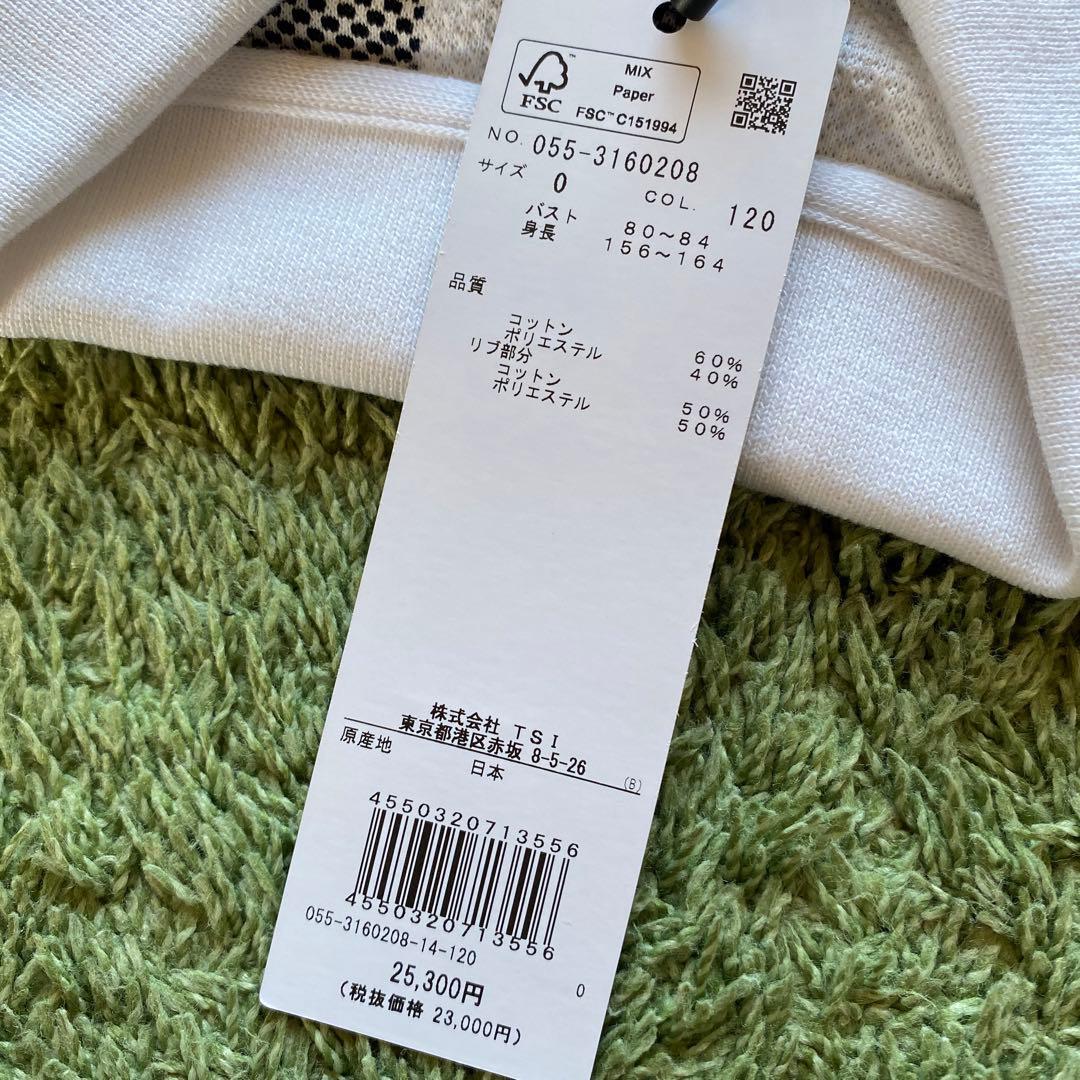 FSC™
MIX
Paper
FSC™ C151994
NO. 055-3160208
サイズ 0 COL. 120
バスト 80～84
身長 156～164
品質
コットン 60%
ポリエステル 40%
リブ部分
コットン 50%
ポリエステル 50%
株式会社 TSI
東京都港区赤坂 8-5-26
原産地 日本 (B)
4550320713556
4550320713556
055-3160208-14-120
25,300円 0
(税抜価格 23,000円)